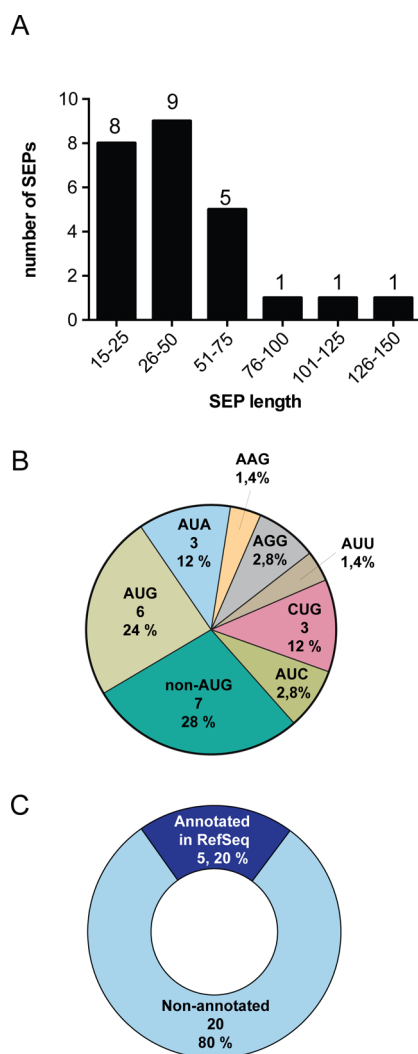 A
number of SEPs
10
8
6
4
2
0
8
9
5
1
1
1
15-25
26-50
51-75
76-100
101-125
126-150
SEP length
B
AAG
1,4%
AUA
3
12 %
AGG
2,8%
AUU
1,4%
AUG
6
24 %
CUG
3
12 %
AUC
2,8%
non-AUG
7
28 %
C
Annotated
in RefSeq
5, 20 %
Non-annotated
20
80 %